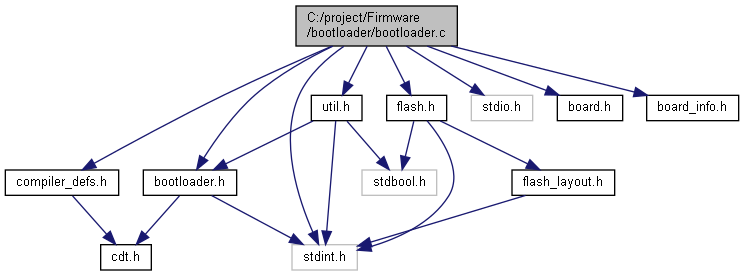 C:/project/Firmware
/bootloader/bootloader.c
util.h
flash.h
stdio.h
board.h
board_info.h
compiler_defs.h
bootloader.h
stdbool.h
flash_layout.h
cdt.h
stdint.h